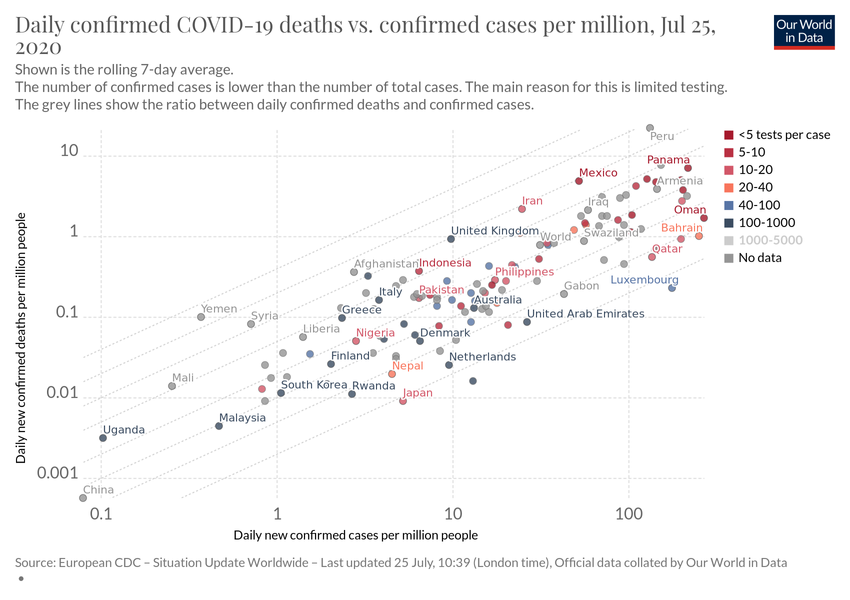 Daily confirmed COVID-19 deaths vs. confirmed cases per million, Jul 25,
2020
Our World
in Data
Shown is the rolling 7-day average.
The number of confirmed cases is lower than the number of total cases. The main reason for this is limited testing.
The grey lines show the ratio between daily confirmed deaths and confirmed cases.
Daily new confirmed deaths per million people
10
1
0.1
0.01
0.001
Peru
Panama
Mexico
Armenia
Iran
Iraq
Oman
United Kingdom
World
Swaziland
Bahrain
Qatar
Afghanistan
Indonesia
Philippines
Luxembourg
Italy
Pakistan
Gabon
Yemen
Syria
Greece
Australia
United Arab Emirates
Liberia
Nigeria
Denmark
Finland
Netherlands
Nepal
Mali
South Korea
Rwanda
Japan
Malaysia
Uganda
China
<5 tests per case
5-10
10-20
20-40
40-100
100-1000
1000-5000
No data
0.1
1
10
100
Daily new confirmed cases per million people
Source: European CDC – Situation Update Worldwide – Last updated 25 July, 10:39 (London time), Official data collated by Our World in Data